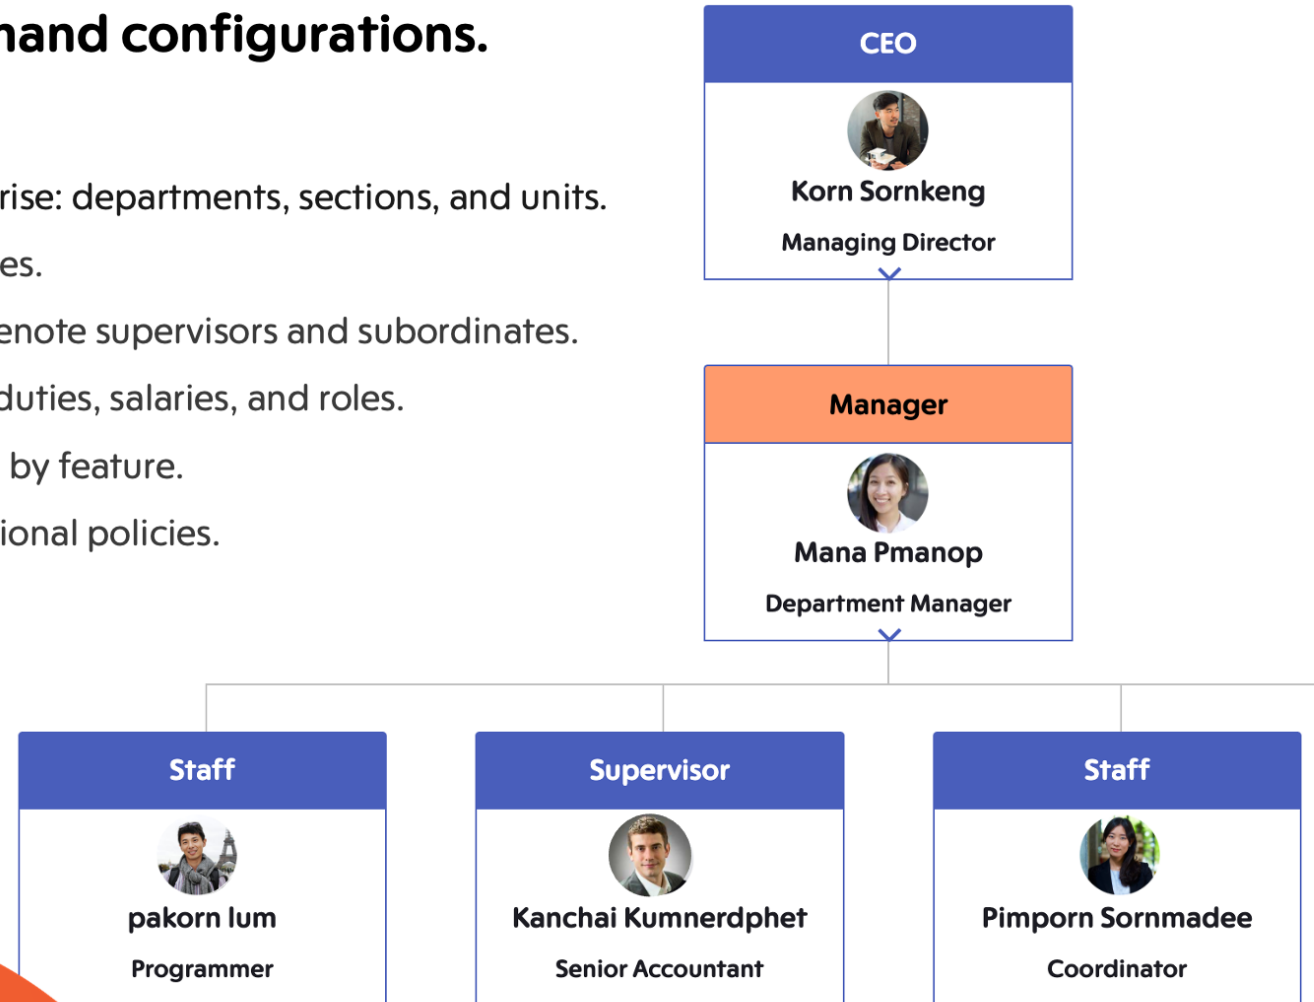 nand configurations.
rise: departments, sections, and units.
es.
enote supervisors and subordinates.
duties, salaries, and roles.
by feature.
ional policies.
CEO
Korn Sornkeng
Managing Director
Manager
Mana Pmanop
Department Manager
Staff
pakorn lum
Programmer
Supervisor
Kanchai Kumnerdphet
Senior Accountant
Staff
Pimporn Sornmadee
Coordinator